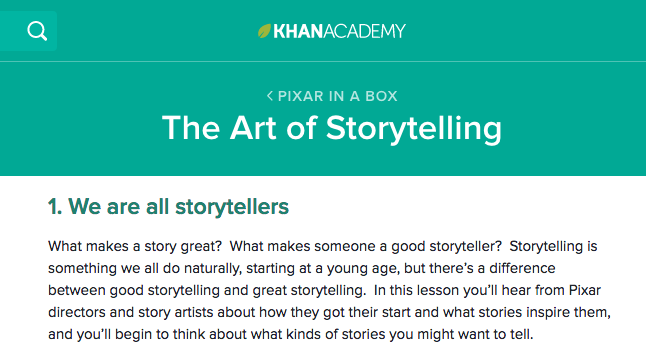 KHANACADEMY
< PIXAR IN A BOX
The Art of Storytelling
1. We are all storytellers
What makes a story great?  What makes someone a good storyteller?  Storytelling is
something we all do naturally, starting at a young age, but there's a difference
between good storytelling and great storytelling.  In this lesson you'll hear from Pixar
directors and story artists about how they got their start and what stories inspire them,
and you'll begin to think about what kinds of stories you might want to tell.